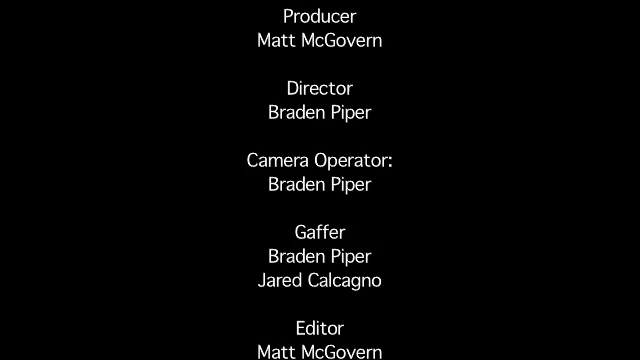 Producer
Matt McGovern
Director
Braden Piper
Camera Operator:
Braden Piper
Gaffer
Braden Piper
Jared Calcagno
Editor
Matt McGovern